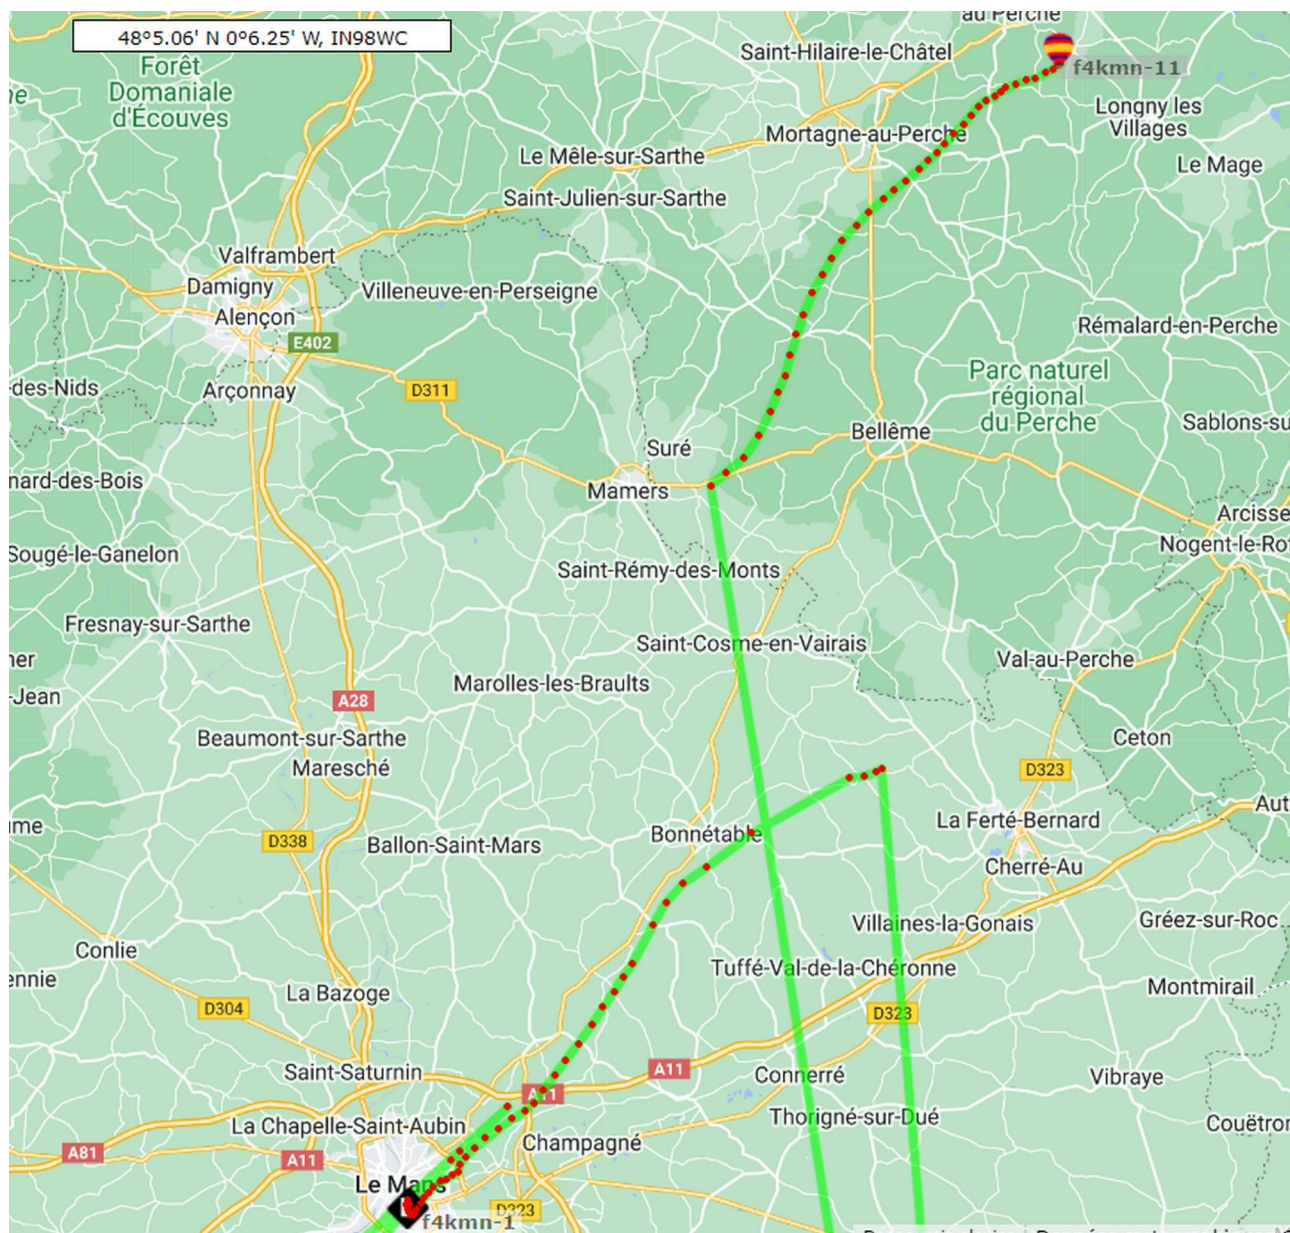 au Perche
48°5.06' N 0°6.25' W, IN98WC
Saint-Hilaire-le-Châtel
f4kmn-11
Forêt
Domaniale
d'Écouves
Longny les
Villages
Mortagne-au-Perche
Le Mêle-sur-Sarthe
Le Mage
Saint-Julien-sur-Sarthe
Valframbert
Damigny
Villeneuve-en-Perseigne
Alençon
Rémalard-en-Perche
E402
Parc naturel
régional
du Perche
-des-Nids
Arçonnay
D311
Sablons-su
Bellême
Suré
nard-des-Bois
Mamers
Arcisse
Nogent-le-Rot
Sougé-le-Ganelon
Saint-Rémy-des-Monts
Fresnay-sur-Sarthe
Saint-Cosme-en-Vairais
Val-au-Perche
ner
-Jean
Marolles-les-Braults
A28
Beaumont-sur-Sarthe
Ceton
Maresché
D323
Aut
La Ferté-Bernard
ume
D338
Ballon-Saint-Mars
Bonnétable
Cherré-Au
Villaines-la-Gonais
Gréez-sur-Roc
Conlie
Tuffé-Val-de-la-Chéronne
ennie
La Bazoge
Montmirail
D304
D323
Saint-Saturnin
A11
Connerré
Vibraye
A11
Thorigné-sur-Dué
La Chapelle-Saint-Aubin
Couëtron
Champagné
A81
A11
Le Mans
D323
f4kmn-1